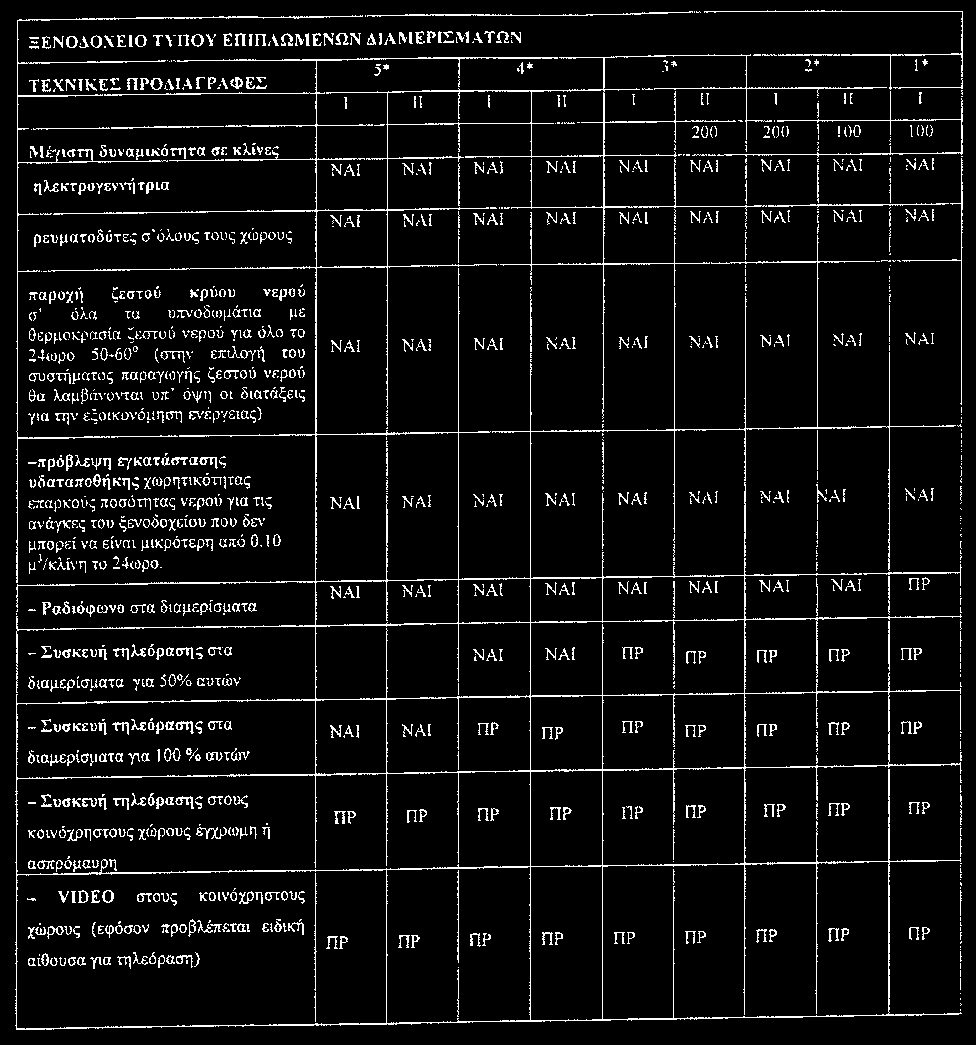 ΞΕΝΟΔΟΧΕΙΟ ΤΥΠΟΥ ΕΠΙΠΛΩΜΕΝΩΝ ΔΙΑΜΕΡΙΣΜΑΤΩΝ
ΤΕΧΝΙΚΕΣ ΠΡΟΔΙΑΓΡΑΦΕΣ 5* 4* 3* 2* 1*
I II I II I II I II I
Μέγιστη δυναμικότητα σε κλίνες 200 200 100 100
ηλεκτρογεννήτρια ΝΑΙ ΝΑΙ ΝΑΙ ΝΑΙ ΝΑΙ ΝΑΙ ΝΑΙ ΝΑΙ ΝΑΙ
ρευματοδότες σ'όλους τους χώρους ΝΑΙ ΝΑΙ ΝΑΙ ΝΑΙ ΝΑΙ ΝΑΙ ΝΑΙ ΝΑΙ ΝΑΙ
παροχή ζεστού κρύου νερού
σ' όλα τα υπνοδωμάτια με
θερμοκρασία ζεστού νερού για όλο το
24ωρο 50-60° (στην επιλογή του ΝΑΙ ΝΑΙ ΝΑΙ ΝΑΙ ΝΑΙ ΝΑΙ ΝΑΙ ΝΑΙ ΝΑΙ
συστήματος παραγωγής ζεστού νερού
θα λαμβάνονται υπ' όψη οι διατάξεις
για την εξοικονόμηση ενέργειας)
-πρόβλεψη εγκατάστασης
υδαταποθήκης χωρητικότητας
επαρκούς ποσότητας νερού για τις ΝΑΙ ΝΑΙ ΝΑΙ ΝΑΙ ΝΑΙ ΝΑΙ ΝΑΙ ΝΑΙ ΝΑΙ
ανάγκες του ξενοδοχείου που δεν
μπορεί να είναι μικρότερη από 0.10
μ³/κλίνη το 24ωρο.
- Ραδιόφωνο στα διαμερίσματα ΝΑΙ ΝΑΙ ΝΑΙ ΝΑΙ ΝΑΙ ΝΑΙ ΝΑΙ ΝΑΙ ΠΡ
- Συσκευή τηλεόρασης στα ΝΑΙ ΝΑΙ ΠΡ ΠΡ ΠΡ ΠΡ ΠΡ
διαμερίσματα για 50% αυτών
- Συσκευή τηλεόρασης στα ΝΑΙ ΝΑΙ ΠΡ ΠΡ ΠΡ ΠΡ ΠΡ ΠΡ ΠΡ
διαμερίσματα για 100 % αυτών
- Συσκευή τηλεόρασης στους ΠΡ ΠΡ ΠΡ ΠΡ ΠΡ ΠΡ ΠΡ ΠΡ ΠΡ
κοινόχρηστους χώρους έγχρωμη ή
ασπρόμαυρη
- VIDEO στους κοινόχρηστους
χώρους (εφόσον προβλέπεται ειδική ΠΡ ΠΡ ΠΡ ΠΡ ΠΡ ΠΡ ΠΡ ΠΡ ΠΡ
αίθουσα για τηλεόραση)